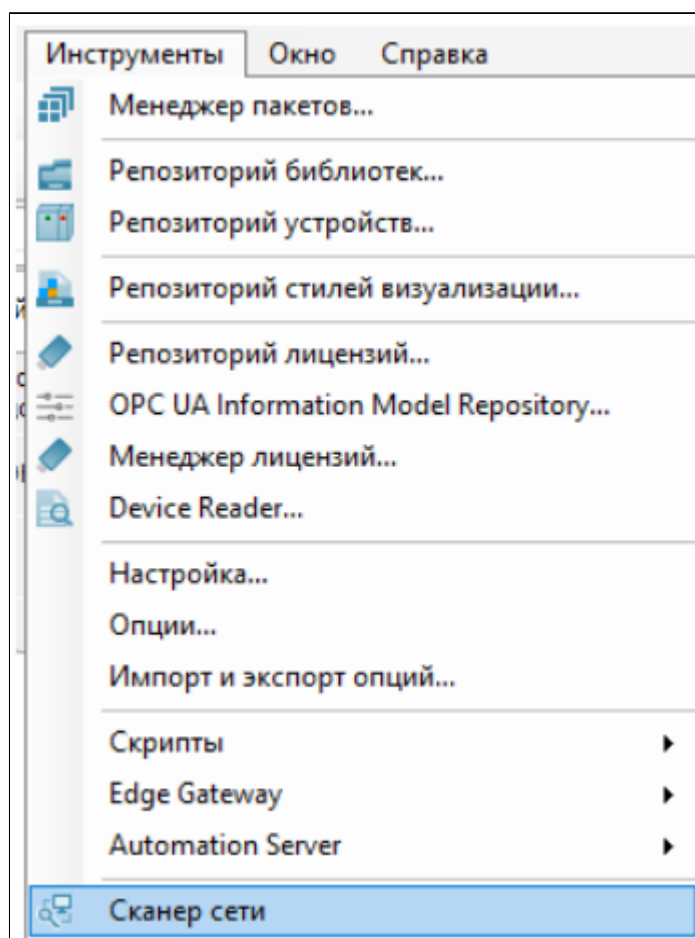 Инструменты Окно Справка
Менеджер пакетов...
Репозиторий библиотек...
Репозиторий устройств...
Репозиторий стилей визуализации...
Репозиторий лицензий...
OPC UA Information Model Repository...
Менеджер лицензий...
Device Reader...
Настройка...
Опции...
Импорт и экспорт опций...
Скрипты
Edge Gateway
Automation Server
Сканер сети